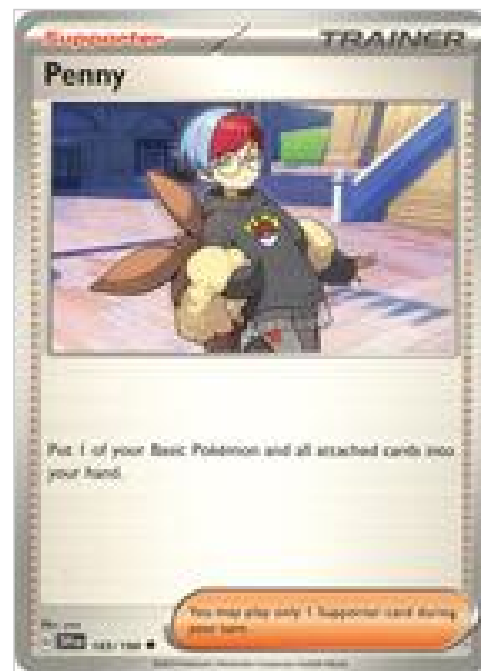 Supporter TRAINER
Penny
Put 1 of your Basic Pokémon and all attached cards into
your hand.
You may play only 1 Supporter card during
your turn.